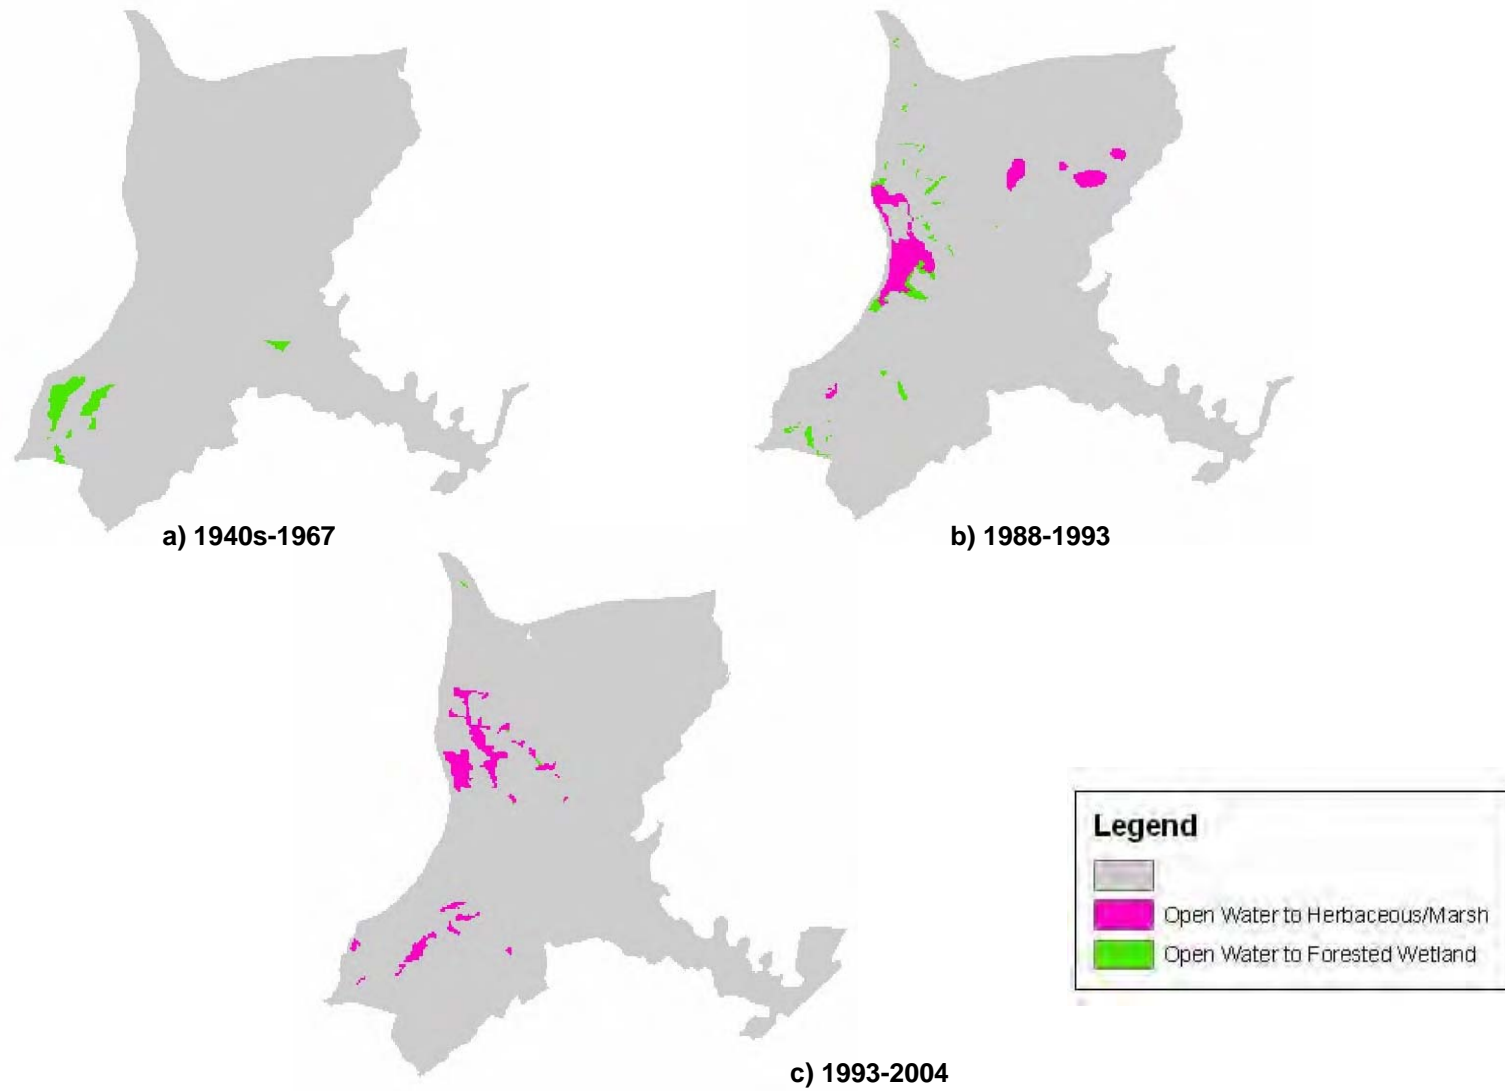 a) 1940s-1967
b) 1988-1993
c) 1993-2004
Legend
Open Water to Herbaceous/Marsh
Open Water to Forested Wetland